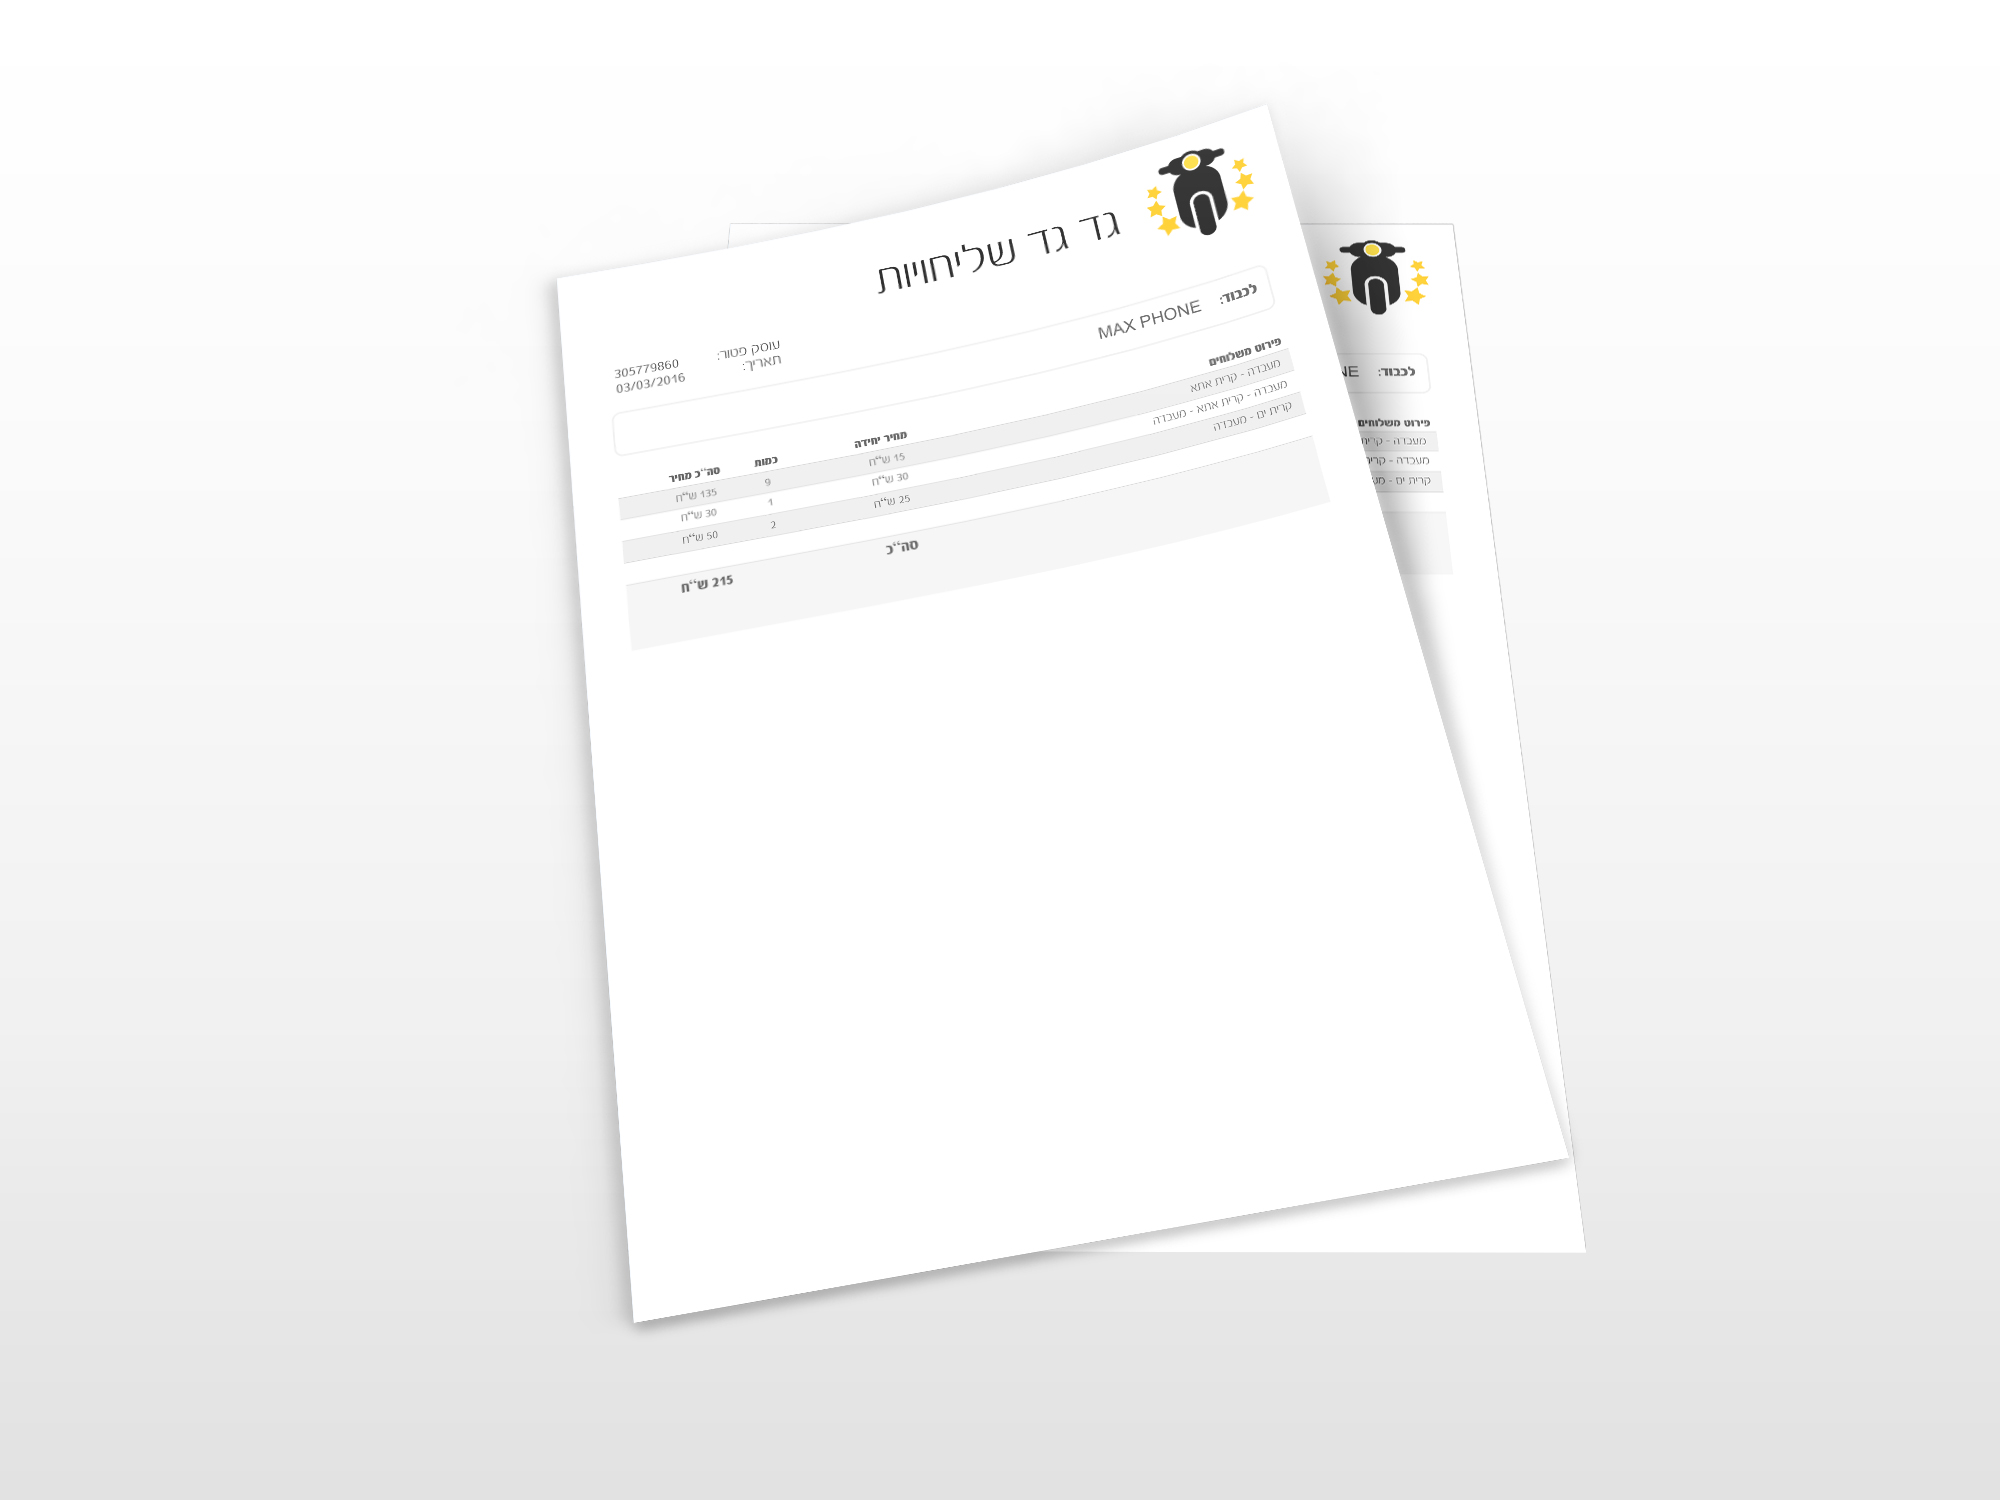 גד גד שליחויות
עוסק פטור: 305779860
תאריך: 03/03/2016
לכבוד: MAX PHONE
פירוט משלוחים מחיר יחידה כמות סה``כ מחיר
מעבדה - קרית אתא 15 ש``ח 9 135 ש``ח
מעבדה - קרית אתא - מעבדה 30 ש``ח 1 30 ש``ח
קרית ים - מעבדה 25 ש``ח 2 50 ש``ח
סה``כ 215 ש``ח
לכבוד: NE
פירוט משלוחים
מעבדה - קרית
מעבדה - קרית
קרית ים - מע